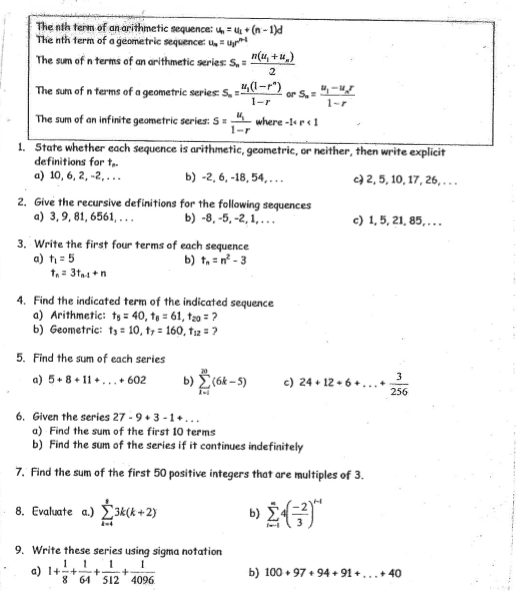 The nth term of an arithmetic sequence: uₙ = u₁ + (n - 1)d
The nth term of a geometric sequence: uₙ = u₁rⁿ⁻¹
The sum of n terms of an arithmetic series: Sₙ = n(u₁ + uₙ) / 2
The sum of n terms of a geometric series: Sₙ = u₁(1-rⁿ) / 1-r or Sₙ = u₁-uₙr / 1-r
The sum of an infinite geometric series: S = u₁ / 1-r where -1< r < 1
1. State whether each sequence is arithmetic, geometric, or neither, then write explicit
definitions for tₙ.
a) 10, 6, 2, -2, . . . b) -2, 6, -18, 54, . . . c) 2, 5, 10, 17, 26, . . .
2. Give the recursive definitions for the following sequences
a) 3, 9, 81, 6561, . . . b) -8, -5, -2, 1, . . . c) 1, 5, 21, 85, . . .
3. Write the first four terms of each sequence
a) t₁ = 5 b) tₙ = n² - 3
tₙ = 3tₙ₋₁ + n
4. Find the indicated term of the indicated sequence
a) Arithmetic: t₅ = 40, t₈ = 61, t₂₀ = ?
b) Geometric: t₃ = 10, t₇ = 160, t₁₂ = ?
5. Find the sum of each series
a) 5 + 8 + 11 + . . . + 602 b) ∑(6k – 5) c) 24 + 12 + 6 + . . . + 3/256
6. Given the series 27 - 9 + 3 - 1 + . . .
a) Find the sum of the first 10 terms
b) Find the sum of the series if it continues indefinitely
7. Find the sum of the first 50 positive integers that are multiples of 3.
8. Evaluate a.) ∑3k(k + 2) b) ∑4(-2/3)
9. Write these series using sigma notation
a) 1 + 1/8 + 1/64 + 1/512 + 1/4096 b) 100 + 97 + 94 + 91 + . . . + 40